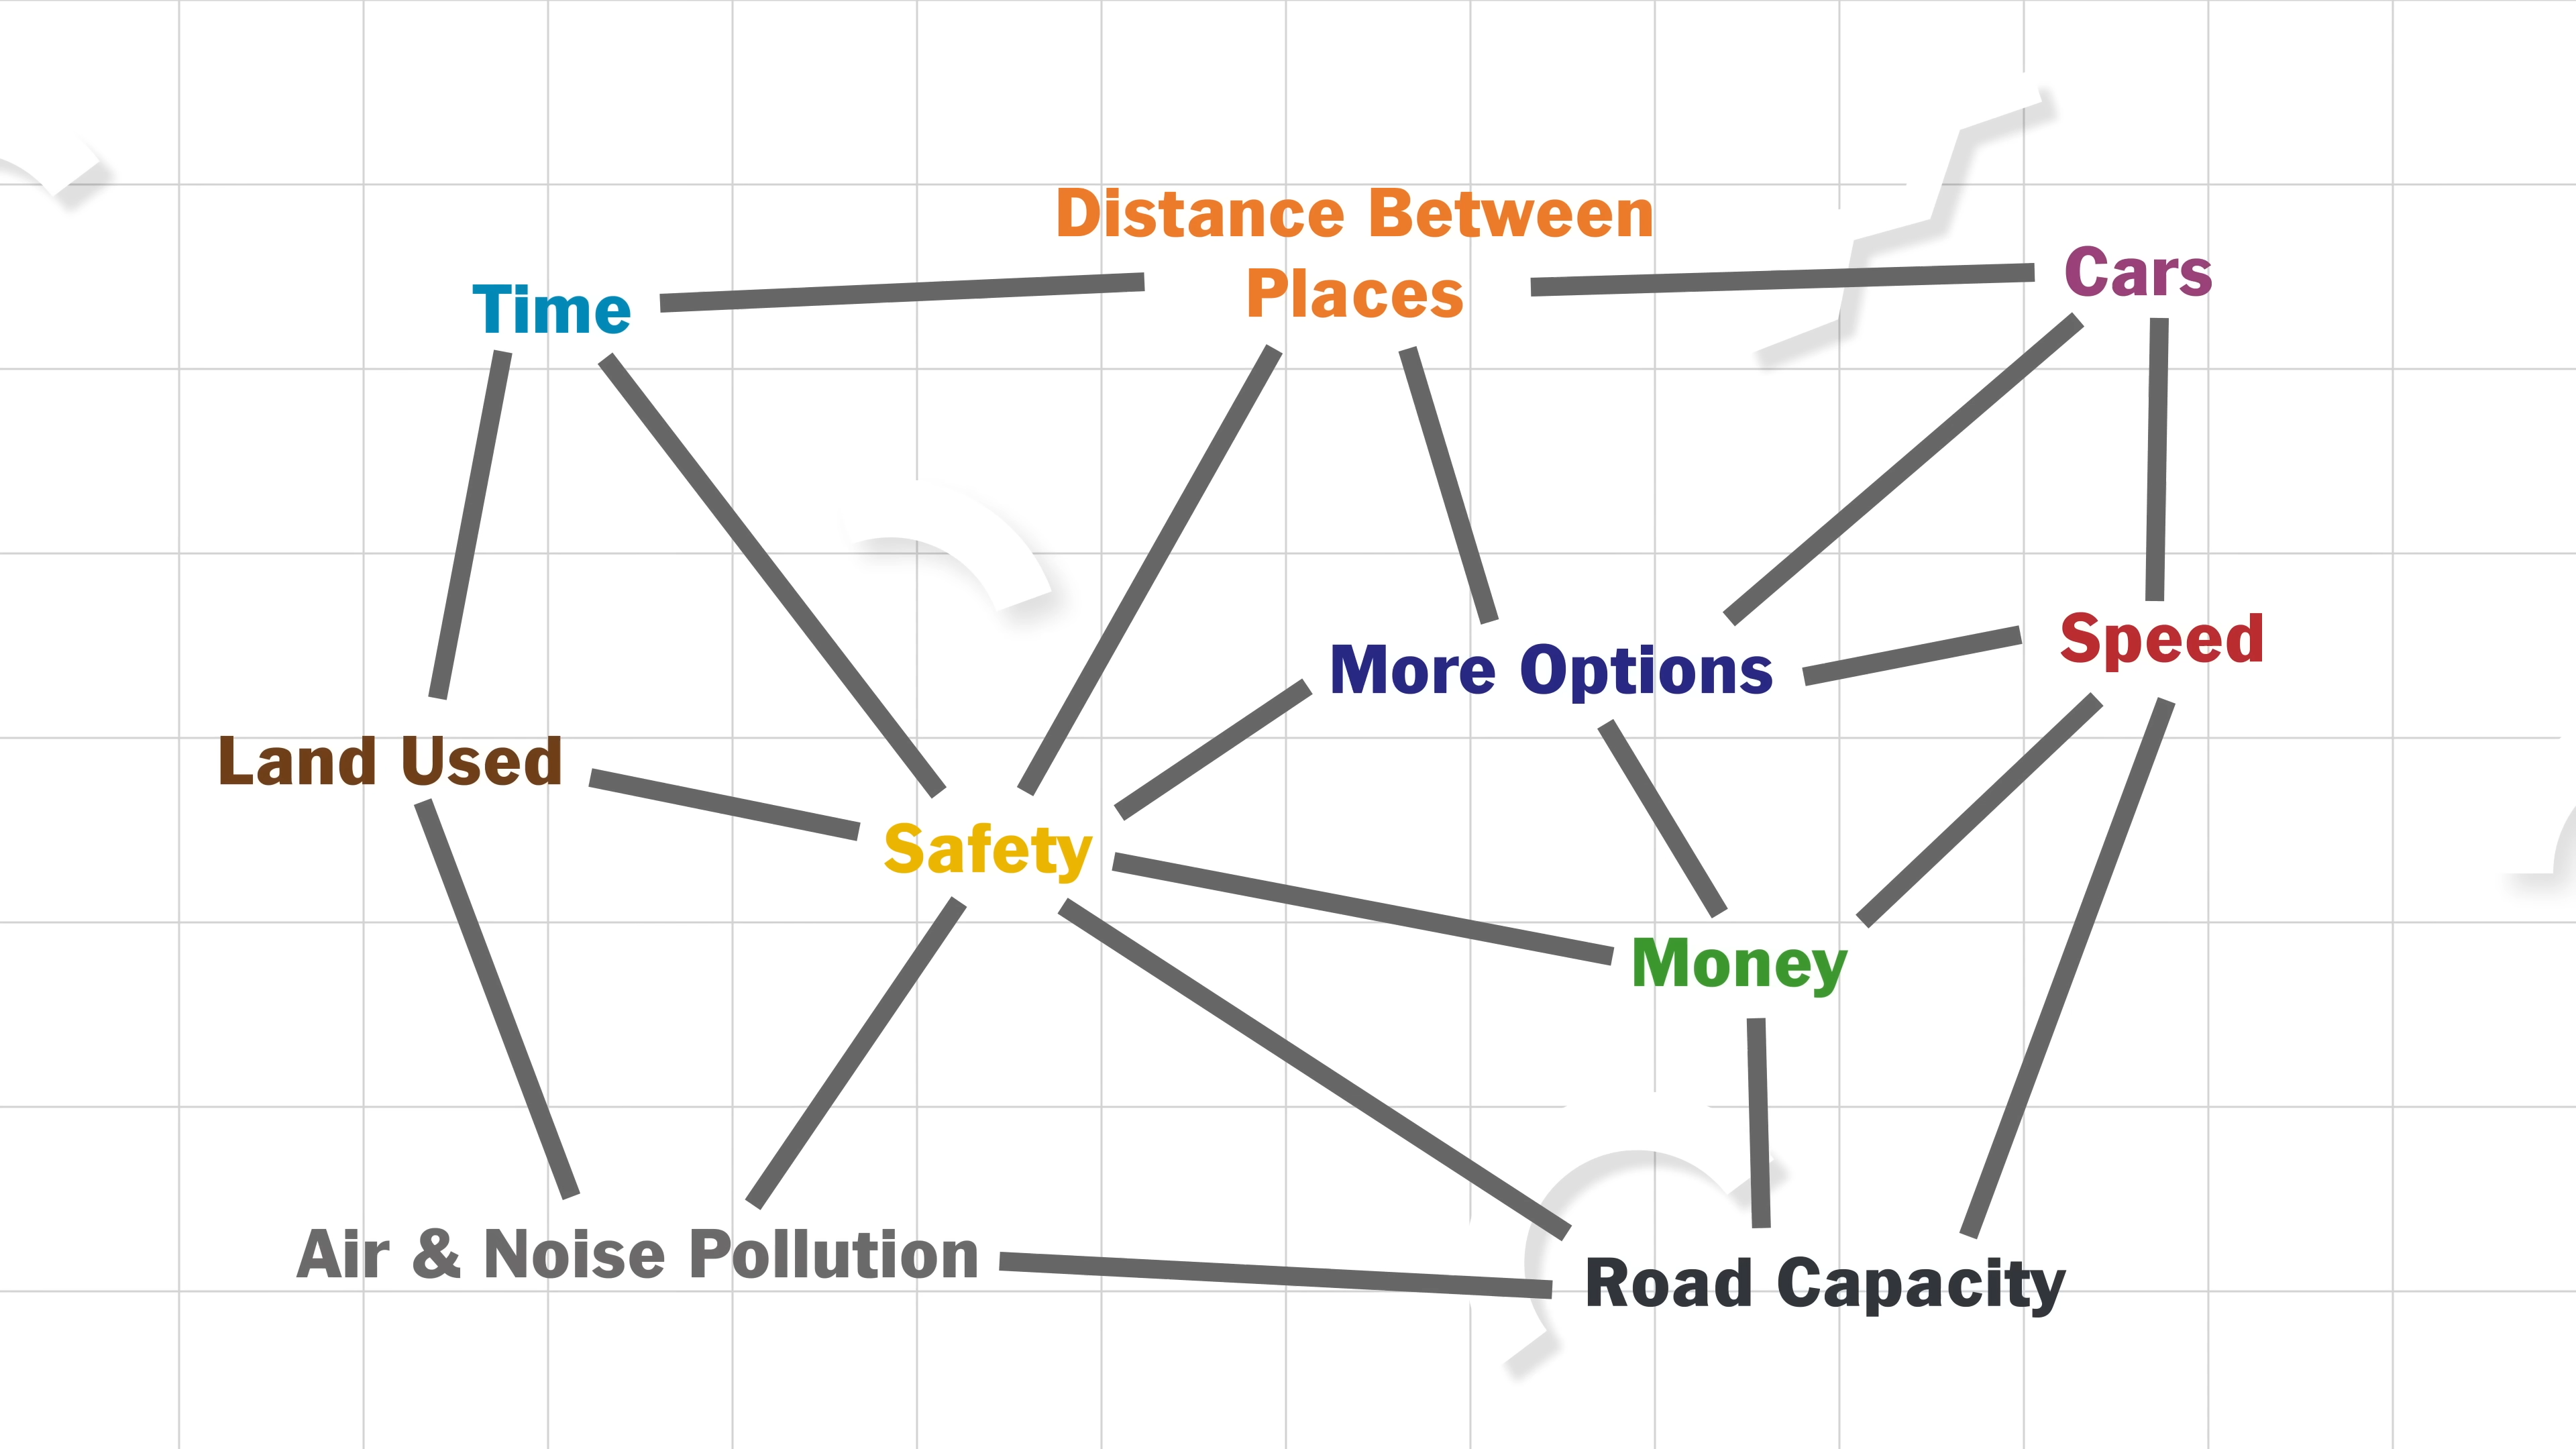 Distance Between
Places
Cars
Time
Speed
More Options
Land Used
Safety
Money
Air & Noise Pollution
Road Capacity